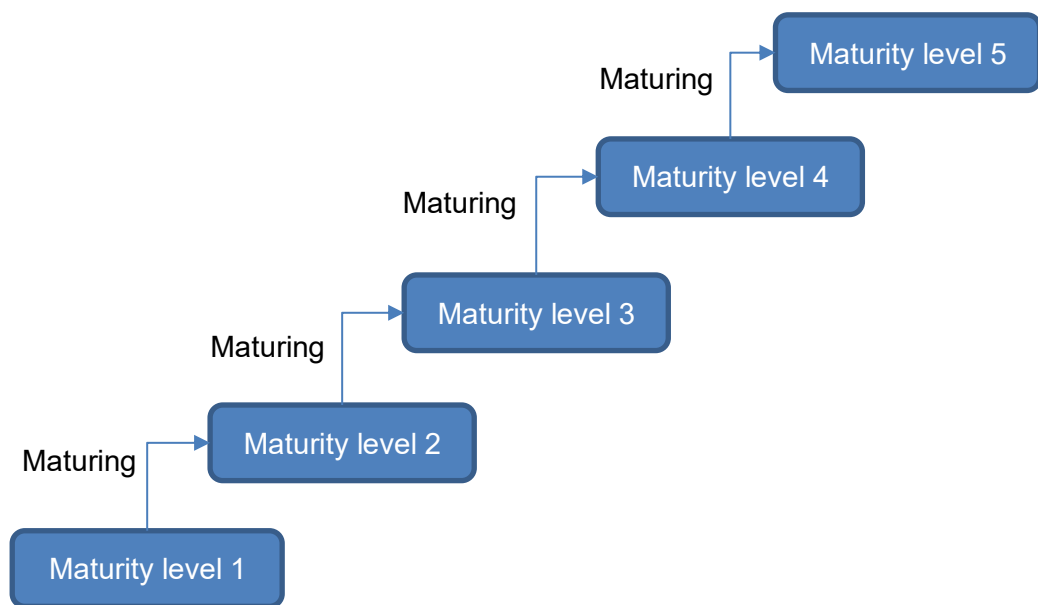 Maturity level 5
Maturing
Maturity level 4
Maturing
Maturity level 3
Maturing
Maturity level 2
Maturing
Maturity level 1